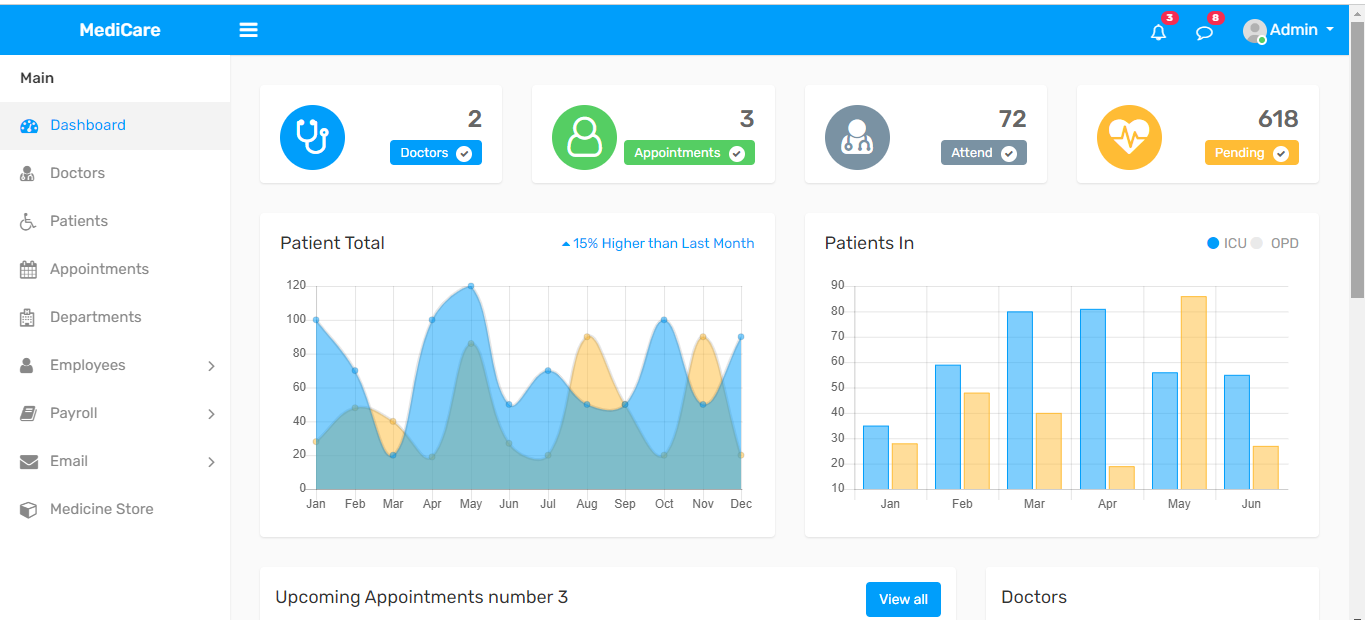 MediCare
3
8
Admin
Main
Dashboard
Doctors
Patients
Appointments
Departments
Employees
Payroll
Email
Medicine Store
2
Doctors
3
Appointments
72
Attend
618
Pending
Patient Total
15% Higher than Last Month
120
100
80
60
40
20
0
Jan Feb Mar Apr May Jun Jul Aug Sep Oct Nov Dec
Patients In
ICU OPD
90
80
70
60
50
40
30
20
10
Jan Feb Mar Apr May Jun
Upcoming Appointments number 3
View all
Doctors